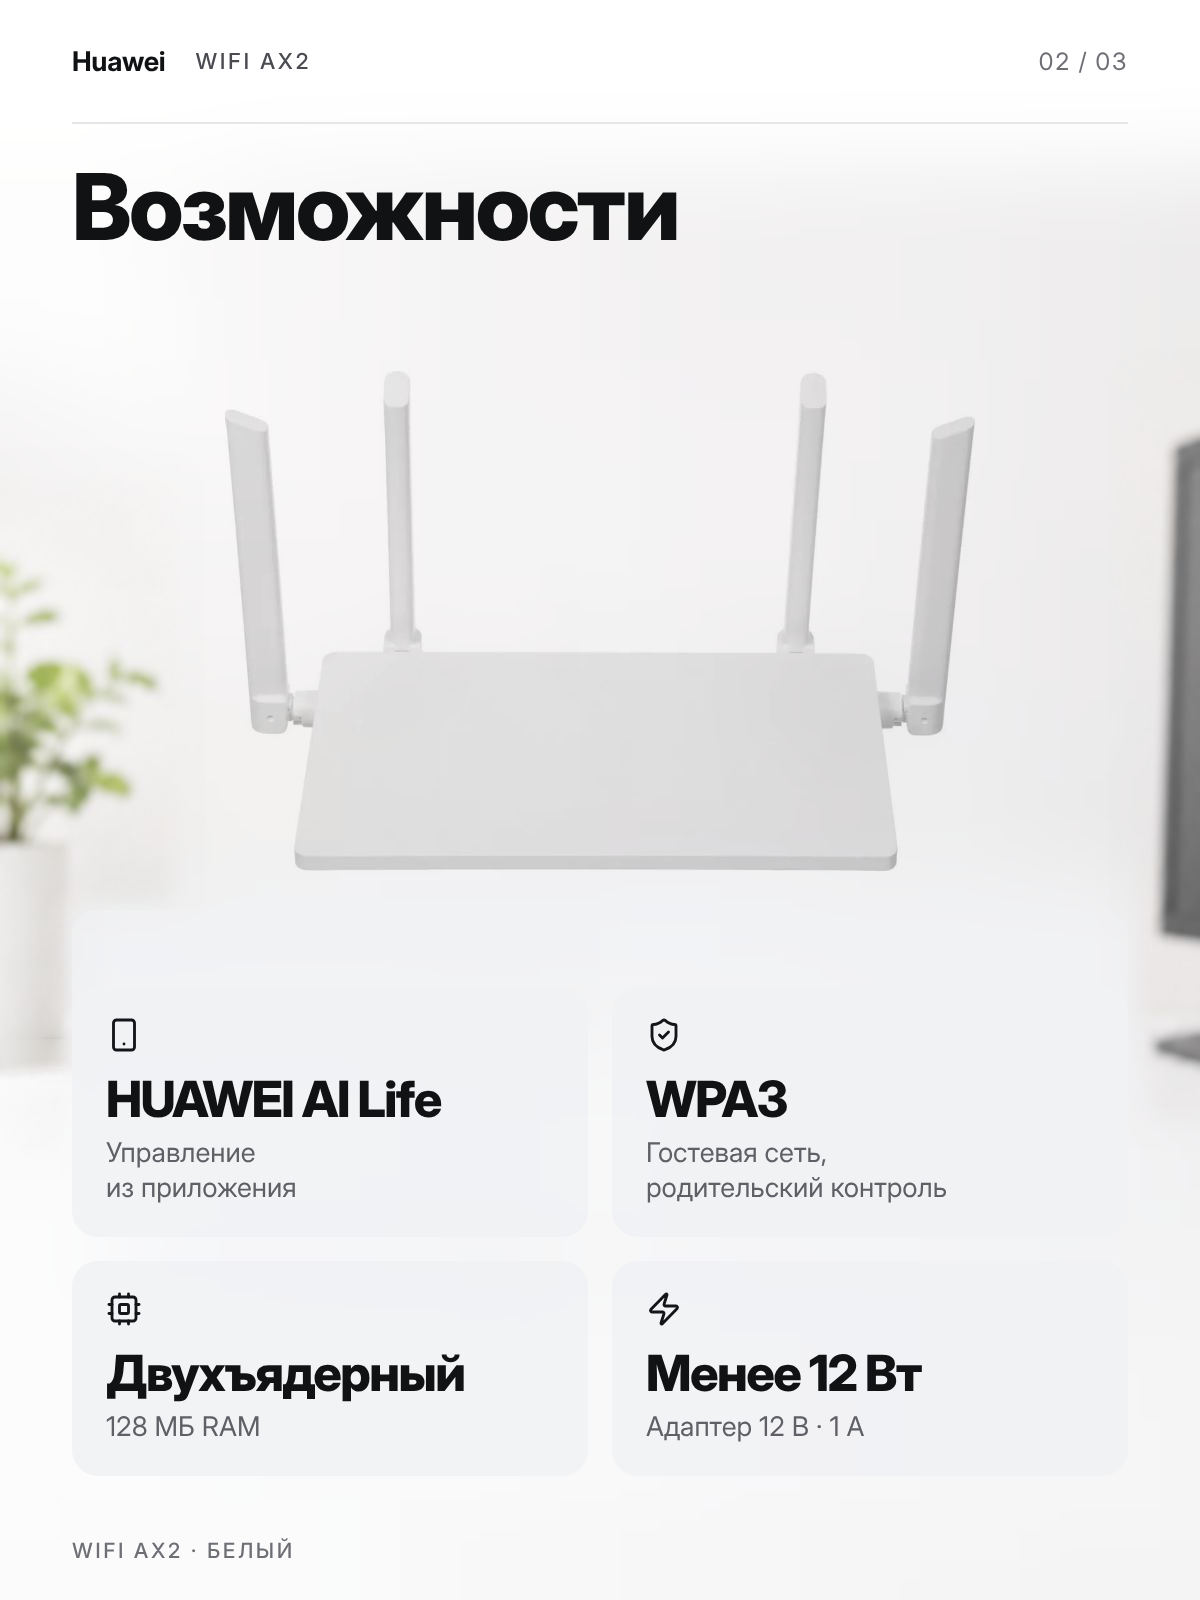 Huawei WIFI AX2 02 / 03
Возможности
HUAWEI AI Life
Управление
из приложения
WPA3
Гостевая сеть,
родительский контроль
Двухъядерный
128 МБ RAM
Менее 12 Вт
Адаптер 12 В · 1 А
WIFI AX2 · БЕЛЫЙ